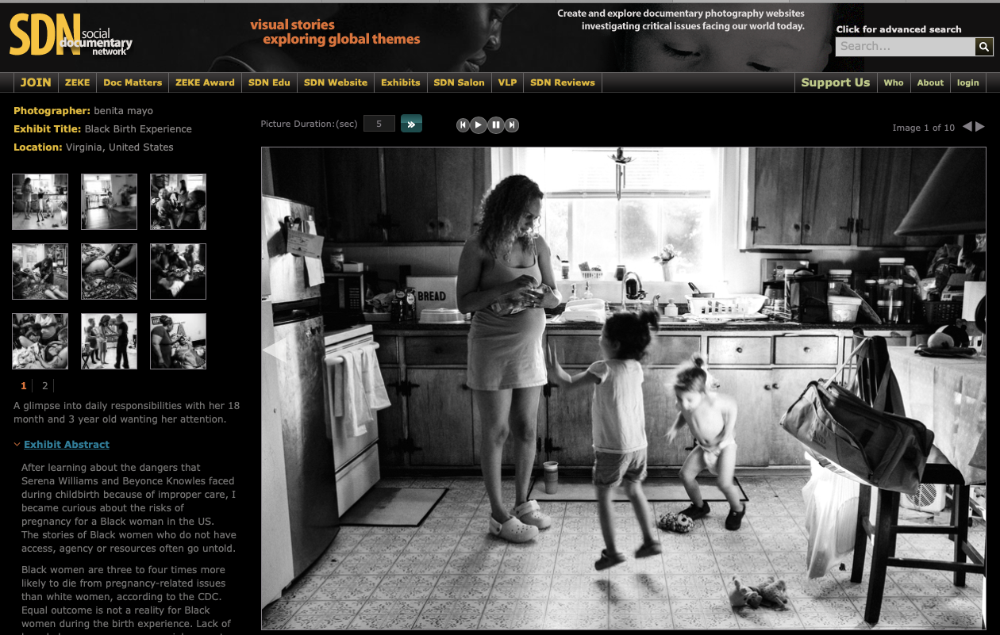 SDN social
documentary
network
visual stories
exploring global themes
Create and explore documentary photography websites
investigating critical issues facing our world today.
Click for advanced search
Search...
JOIN ZEKE Doc Matters ZEKE Award SDN Edu SDN Website Exhibits SDN Salon VLP SDN Reviews Support Us Who About login
Photographer: benita mayo
Exhibit Title: Black Birth Experience
Location: Virginia, United States
Picture Duration:(sec) 5 »
Image 1 of 10
BREAD
1 2
A glimpse into daily responsibilities with her 18
month and 3 year old wanting her attention.
Exhibit Abstract
After learning about the dangers that
Serena Williams and Beyonce Knowles faced
during childbirth because of improper care, I
became curious about the risks of
pregnancy for a Black woman in the US.
The stories of Black women who do not have
access, agency or resources often go untold.
Black women are three to four times more
likely to die from pregnancy-related issues
than white women, according to the CDC.
Equal outcome is not a reality for Black
women during the birth experience. Lack of